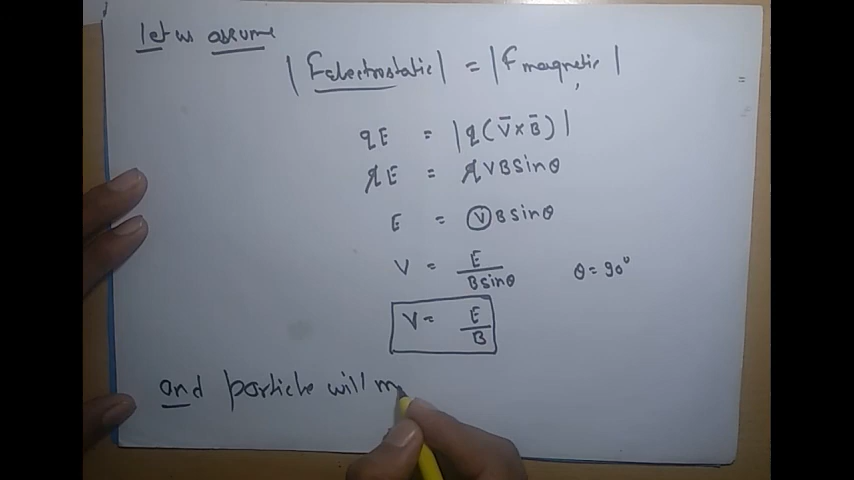 let us assume
|Felectrostatic| = |Fmagnetic|
qE = |q(V̄×B̄)|
qE = qVBsinθ
E = VBsinθ
V = E/Bsinθ θ=90°
V= E/B
and particle will m